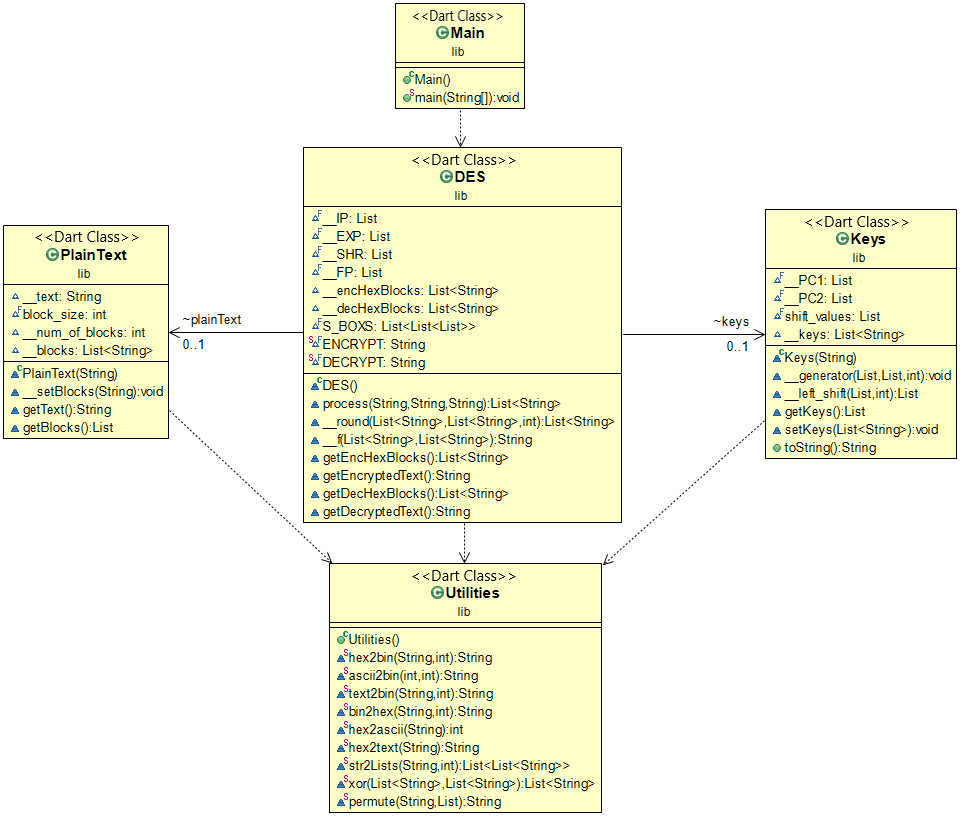 <<Dart Class>>
Main
lib
Main()
main(String[]):void
<<Dart Class>>
DES
lib
__IP: List
__EXP: List
__SHR: List
__FP: List
__encHexBlocks: List<String>
__decHexBlocks: List<String>
S_BOXS: List<List<List>>
ENCRYPT: String
DECRYPT: String
DES()
process(String,String,String):List<String>
__round(List<String>,List<String>,int):List<String>
__f(List<String>,List<String>):String
getEncHexBlocks():List<String>
getEncryptedText():String
getDecHexBlocks():List<String>
getDecryptedText():String
<<Dart Class>>
PlainText
lib
__text: String
block_size: int
__num_of_blocks: int
__blocks: List<String>
PlainText(String)
__setBlocks(String):void
getText():String
getBlocks():List
~plainText
0..1
~keys
0..1
<<Dart Class>>
Keys
lib
__PC1: List
__PC2: List
shift_values: List
__keys: List<String>
Keys(String)
__generator(List,List,int):void
__left_shift(List,int):List
getKeys():List
setKeys(List<String>):void
toString():String
<<Dart Class>>
Utilities
lib
Utilities()
hex2bin(String,int):String
ascii2bin(int,int):String
text2bin(String,int):String
bin2hex(String,int):String
hex2ascii(String):int
hex2text(String):String
str2Lists(String,int):List<List<String>>
xor(List<String>,List<String>):List<String>
permute(String,List):String